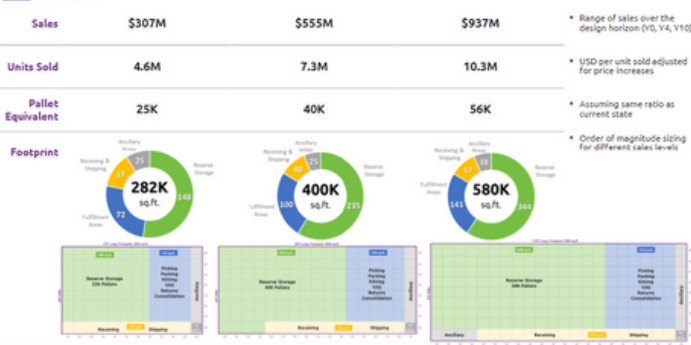 Sales $307M $555M $937M
Range of sales over the
design horizon (Y0, Y4, Y10)
Units Sold 4.6M 7.3M 10.3M
USD per unit sold adjusted
for price increases
Pallet
Equivalent
25K 40K 56K
Assuming same ratio as
current state
Footprint
Order of magnitude sizing
for different sales levels
Ancillary
Areas
Receiving &
Shipping
Reserve
Storage
Fulfillment
Areas
25
37
148
72
282K
sq.ft.
Ancillary
Areas
Receiving &
Shipping
Reserve
Storage
Fulfillment
Areas
25
40
235
100
400K
sq.ft.
Ancillary
Areas
Receiving &
Shipping
Reserve
Storage
Fulfillment
Areas
38
57
344
141
580K
sq.ft.
Reserve Storage
Picking
Packing
Kitting
VAS
Returns
Consolidation
Ancillary
Receiving Shipping
Reserve Storage
Picking
Packing
Kitting
VAS
Returns
Consolidation
Ancillary
Receiving Shipping
Reserve Storage
Picking
Packing
Kitting
VAS
Returns
Consolidation
Ancillary
Ancillary Receiving Shipping